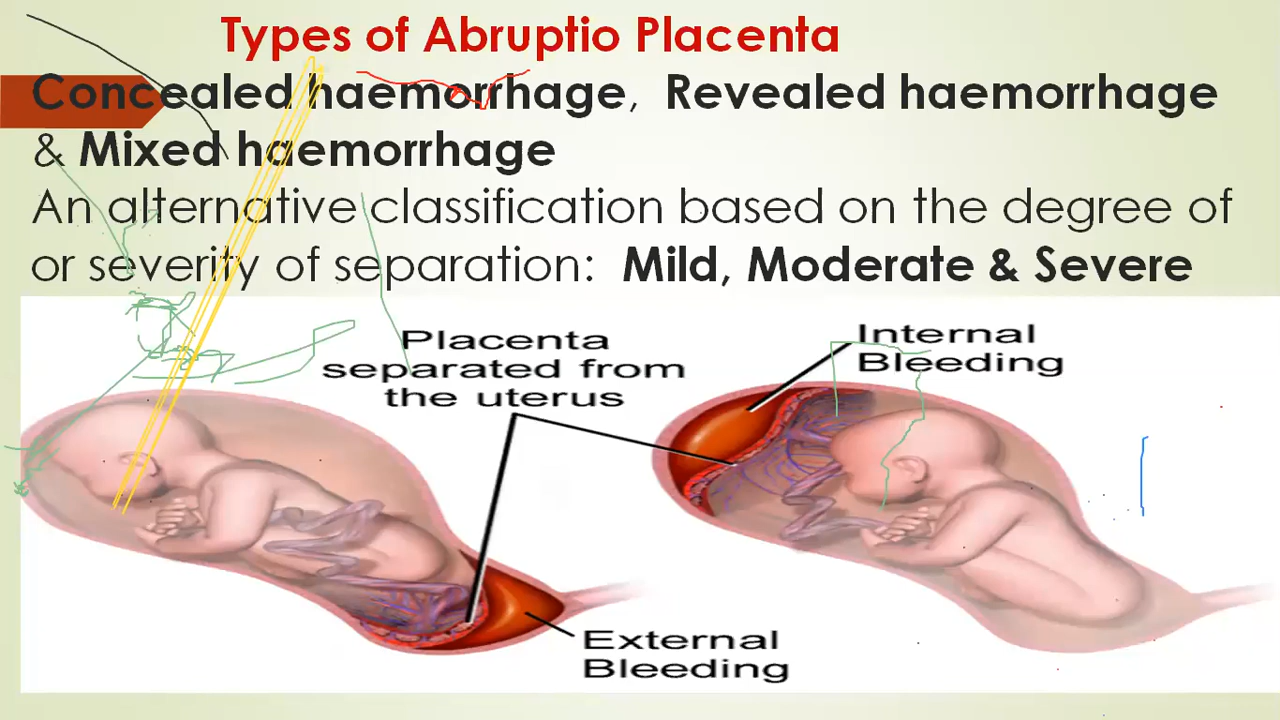 Types of Abruptio Placenta
Concealed haemorrhage, Revealed haemorrhage
& Mixed haemorrhage
An alternative classification based on the degree of
or severity of separation: Mild, Moderate & Severe
Placenta
separated from
the uterus
Internal
Bleeding
External
Bleeding